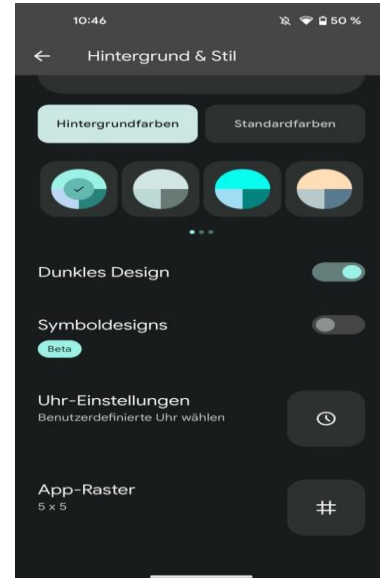 10:46
50 %
Hintergrund & Stil
Hintergrundfarben
Standardfarben
Dunkles Design
Symboldesigns
Beta
Uhr-Einstellungen
Benutzerdefinierte Uhr wählen
App-Raster
5 x 5